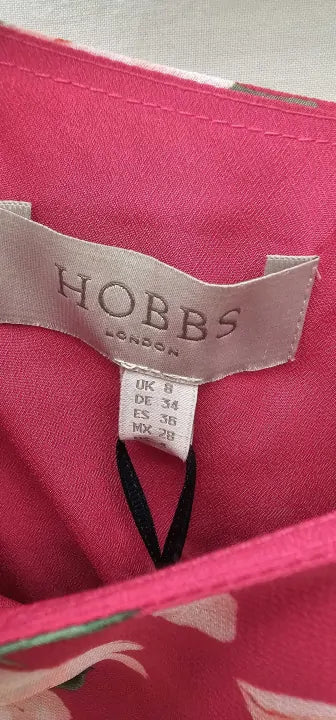 HOBBS
LONDON
UK 8
DE 34
ES 36
MX 28